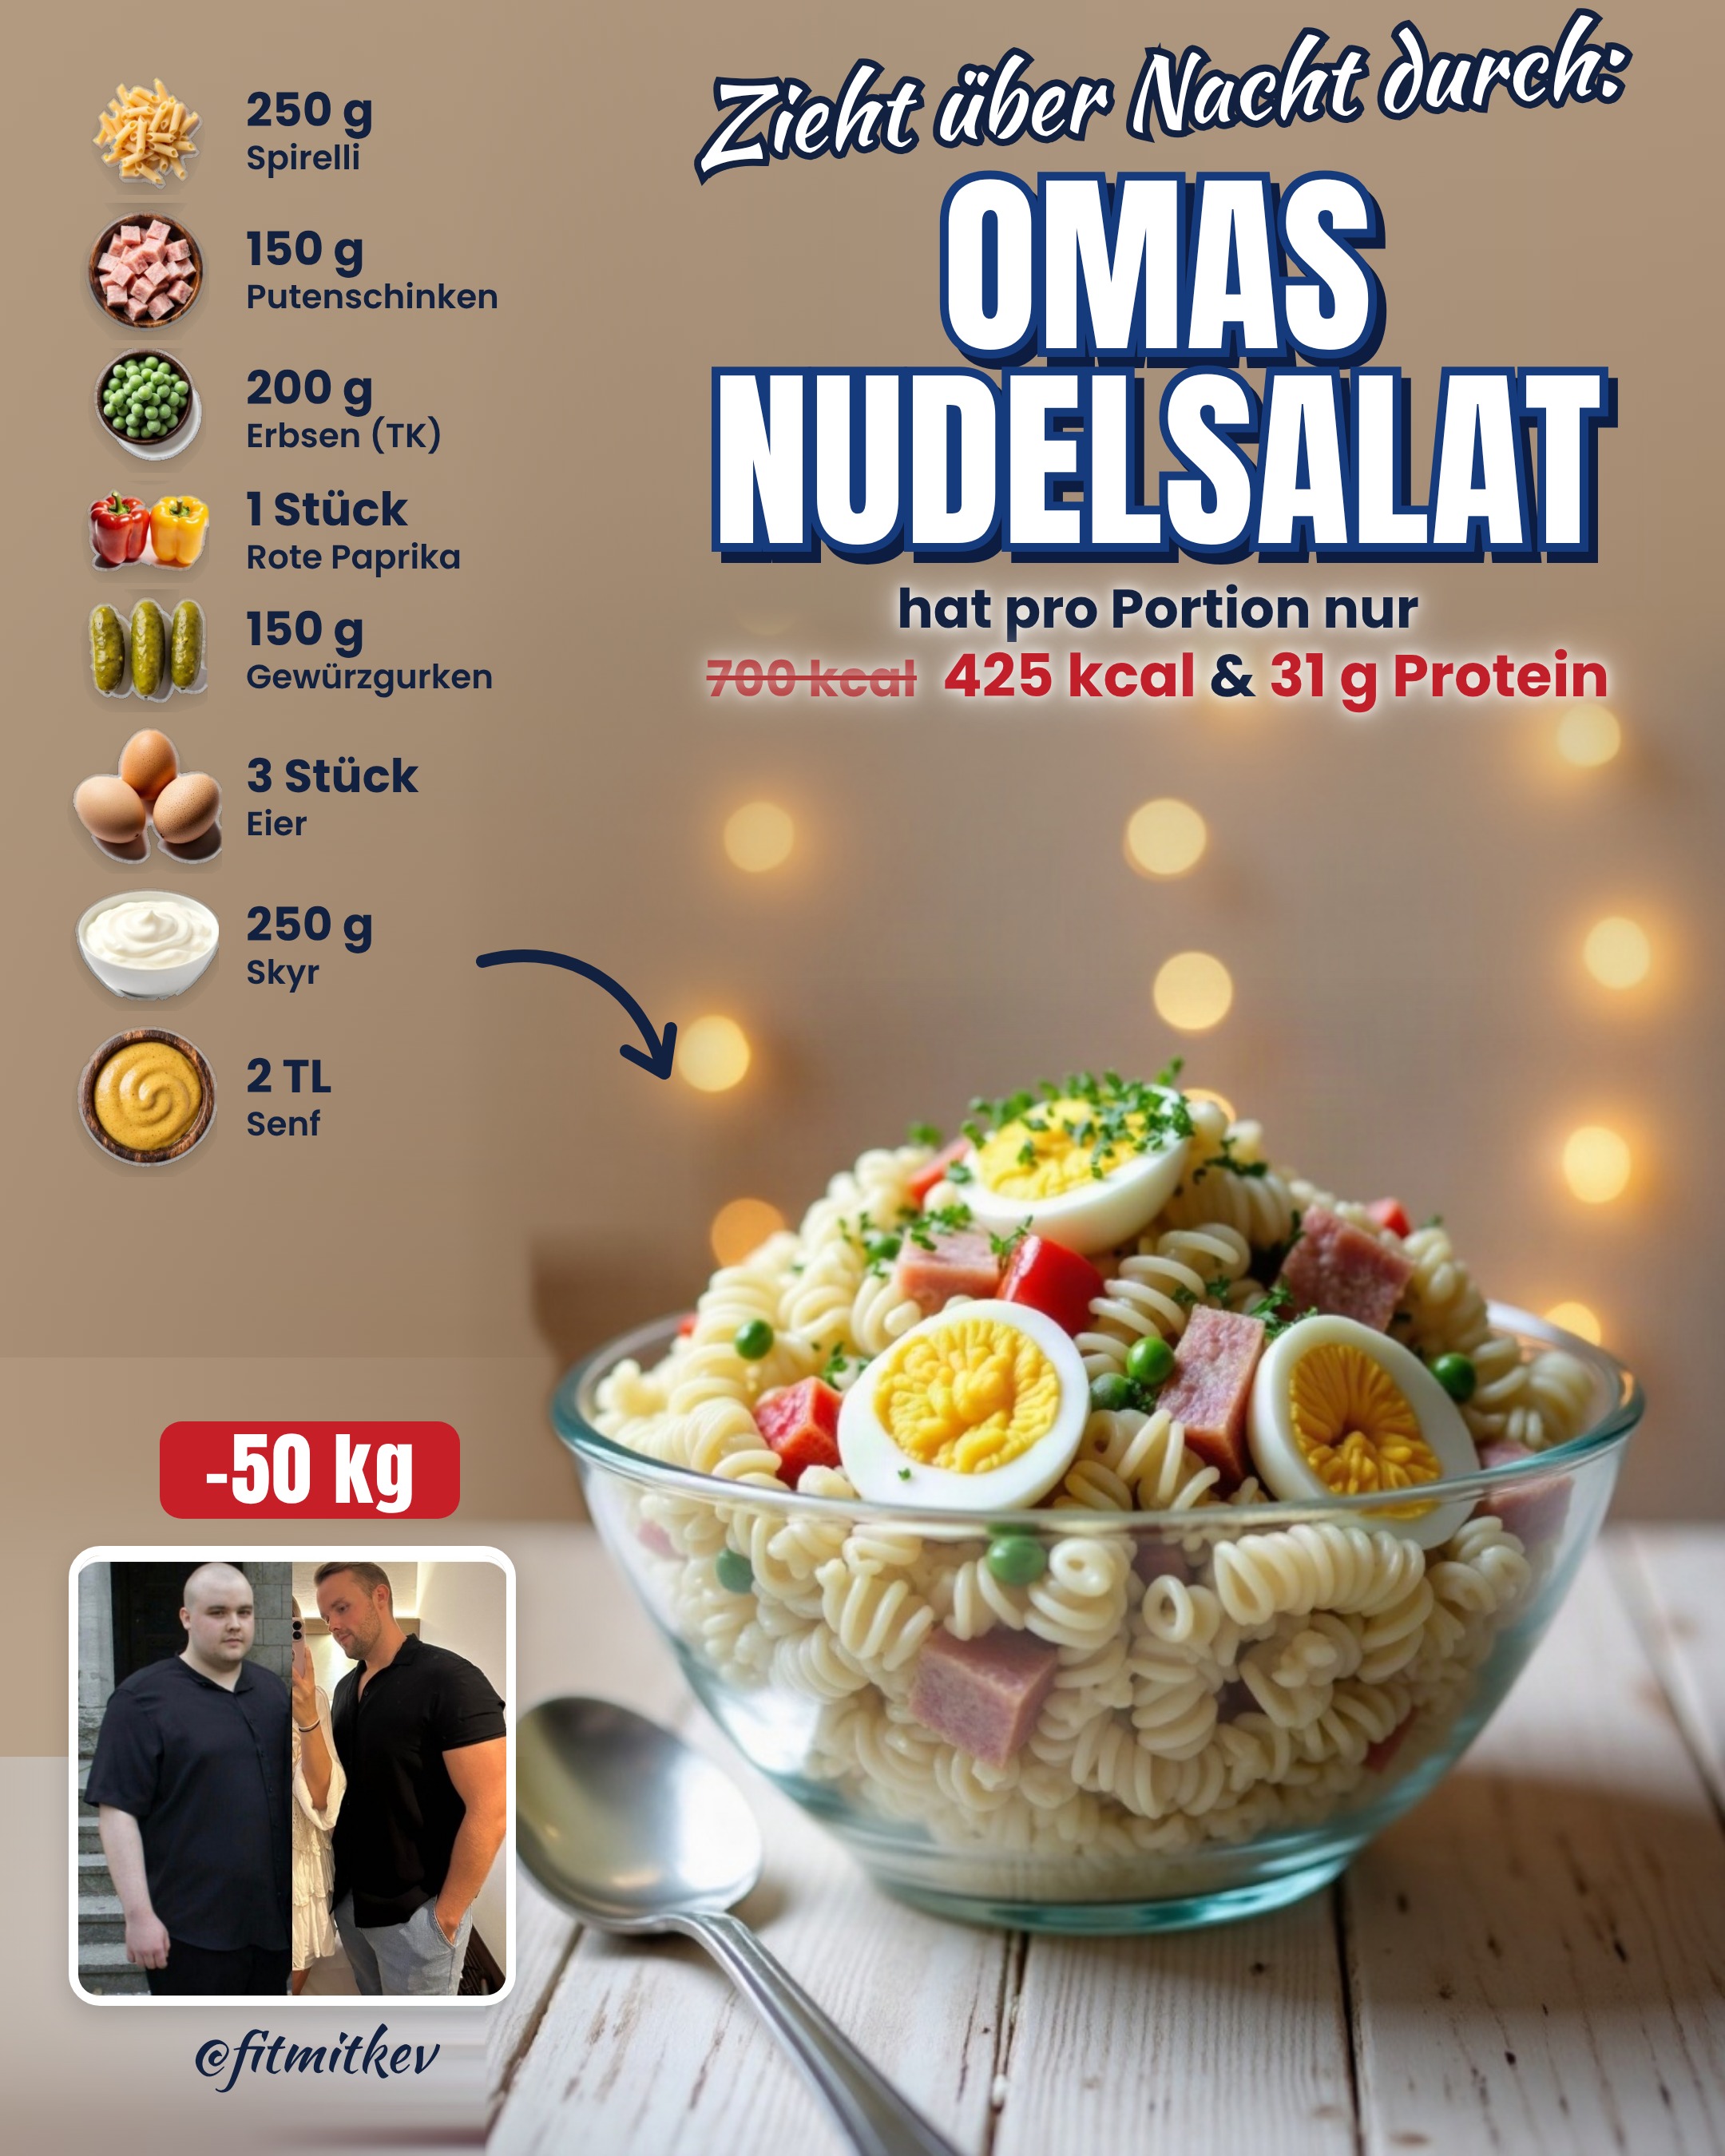 Zieht über Nacht durch:
OMAS
NUDELSALAT
hat pro Portion nur
700 kcal 425 kcal & 31 g Protein
250 g
Spirelli
150 g
Putenschinken
200 g
Erbsen (TK)
1 Stück
Rote Paprika
150 g
Gewürzgurken
3 Stück
Eier
250 g
Skyr
2 TL
Senf
-50 kg
@fitmitkev